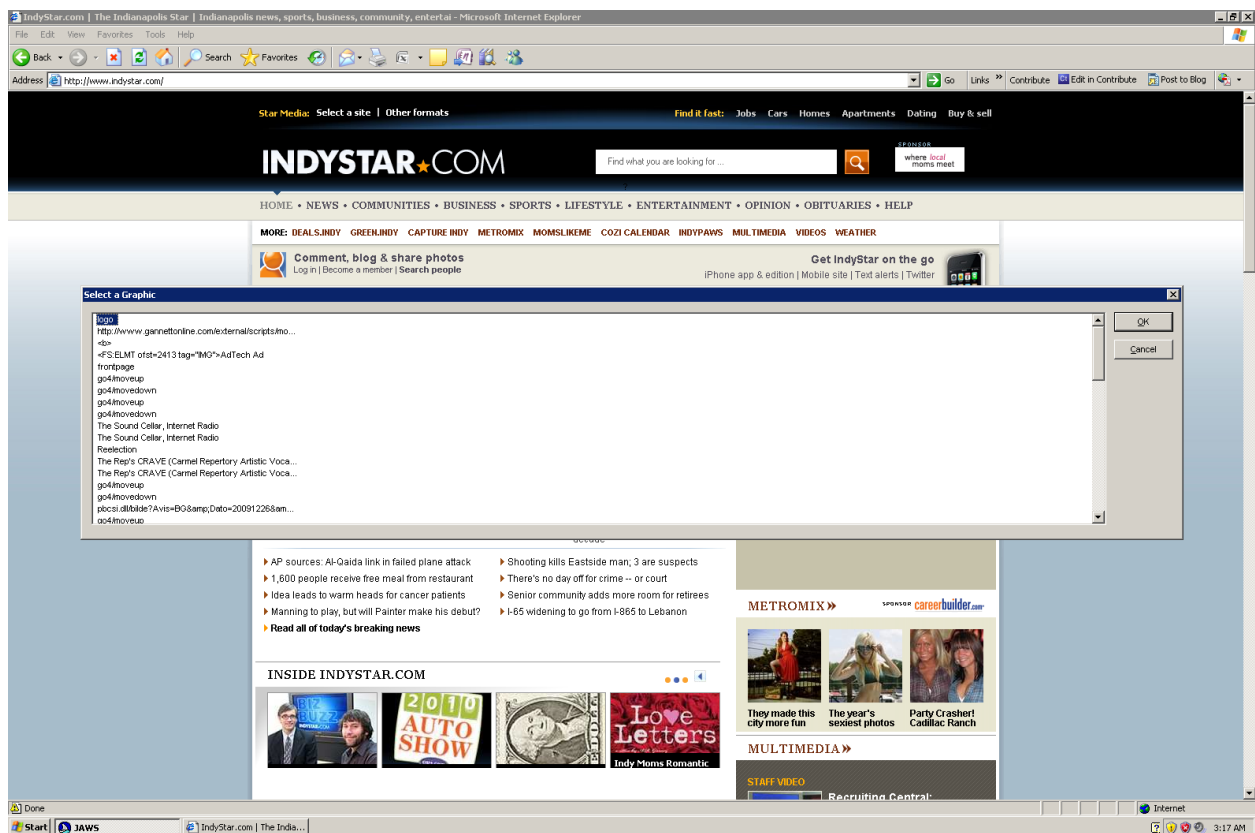 IndyStar.com | The Indianapolis Star | Indianapolis news, sports, business, community, entertai - Microsoft Internet Explorer
File Edit View Favorites Tools Help
Back Search Favorites
Address http://www.indystar.com/ Go Links » Contribute Edit in Contribute Post to Blog
Star Media: Select a site | Other formats Find it fast: Jobs Cars Homes Apartments Dating Buy & sell
SPONSOR
INDYSTAR★COM Find what you are looking for ... where local
moms meet
HOME • NEWS • COMMUNITIES • BUSINESS • SPORTS • LIFESTYLE • ENTERTAINMENT • OPINION • OBITUARIES • HELP
MORE: DEALS.INDY GREEN.INDY CAPTURE INDY METROMIX MOMSLIKEME COZI CALENDAR INDYPAWS MULTIMEDIA VIDEOS WEATHER
Comment, blog & share photos Get IndyStar on the go
Log in | Become a member | Search people iPhone app & edition | Mobile site | Text alerts | Twitter
Select a Graphic
logo
http://www.gannettonline.com/external/scripts/mo...
<b>
<FS:ELMT ofst=2413 tag="IMG">AdTech Ad
frontpage
go4/moveup
go4/movedown
go4/moveup
go4/movedown
The Sound Cellar, Internet Radio
The Sound Cellar, Internet Radio
Reelection
The Rep's CRAVE (Carmel Repertory Artistic Voca...
The Rep's CRAVE (Carmel Repertory Artistic Voca...
go4/moveup
go4/movedown
pbcsi.dll/bilde?Avis=BG&amp;Dato=20091226&am...
go4/moveup
OK
Cancel
decade
AP sources: Al-Qaida link in failed plane attack
1,600 people receive free meal from restaurant
Idea leads to warm heads for cancer patients
Manning to play, but will Painter make his debut?
Read all of today's breaking news
Shooting kills Eastside man; 3 are suspects
There's no day off for crime -- or court
Senior community adds more room for retirees
I-65 widening to go from I-865 to Lebanon
METROMIX» SPONSOR careerbuilder.com
They made this
city more fun
The year's
sexiest photos
Party Crasher!
Cadillac Ranch
INSIDE INDYSTAR.COM
BIZ
BUZZ
2010
AUTO
SHOW
Love
Letters
Indy Moms Romantic
MULTIMEDIA»
STAFF VIDEO
Recruiting Central:
Done Internet
Start JAWS IndyStar.com | The India... 3:17 AM